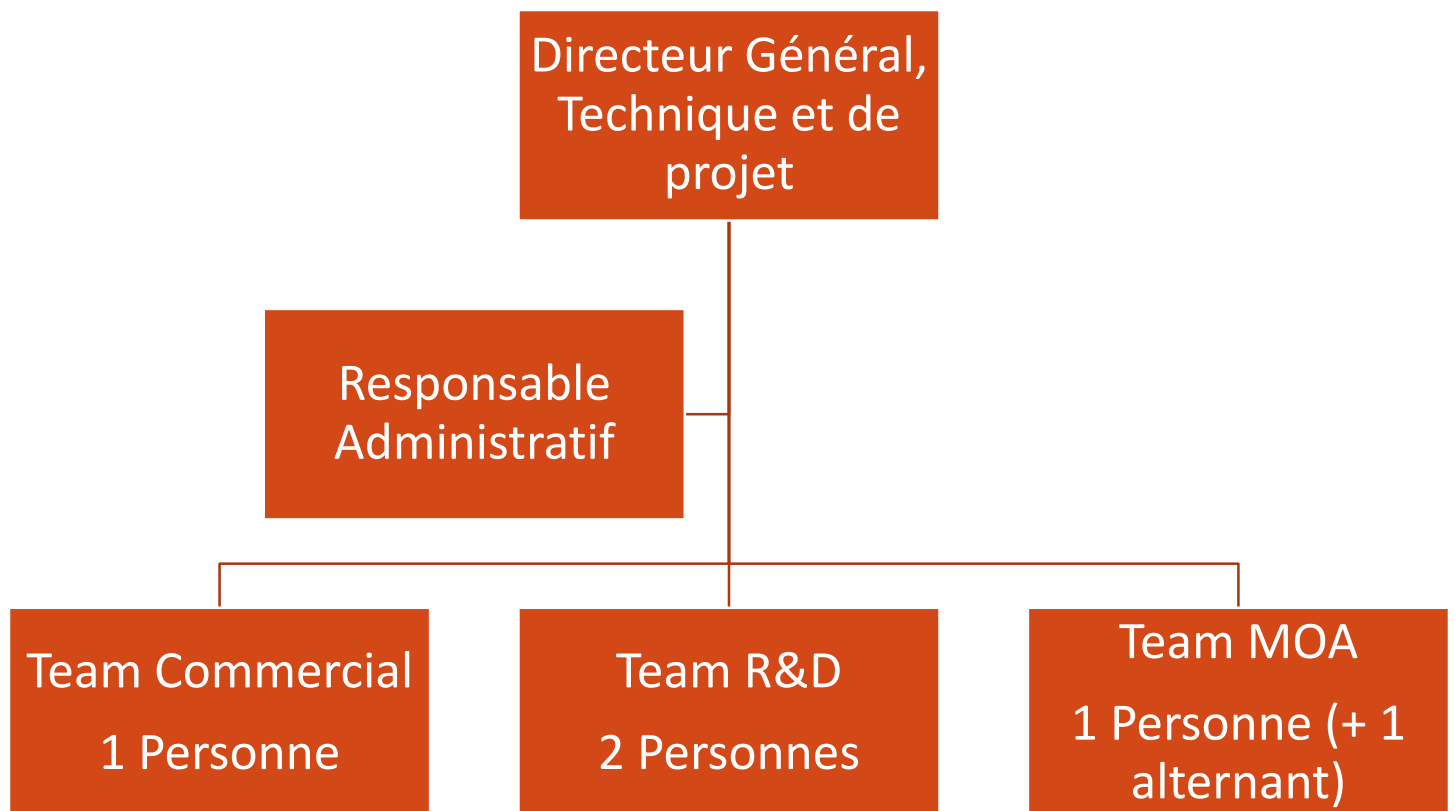 Directeur Général,
Technique et de
projet
Responsable
Administratif
Team Commercial
1 Personne
Team R&D
2 Personnes
Team MOA
1 Personne (+ 1
alternant)